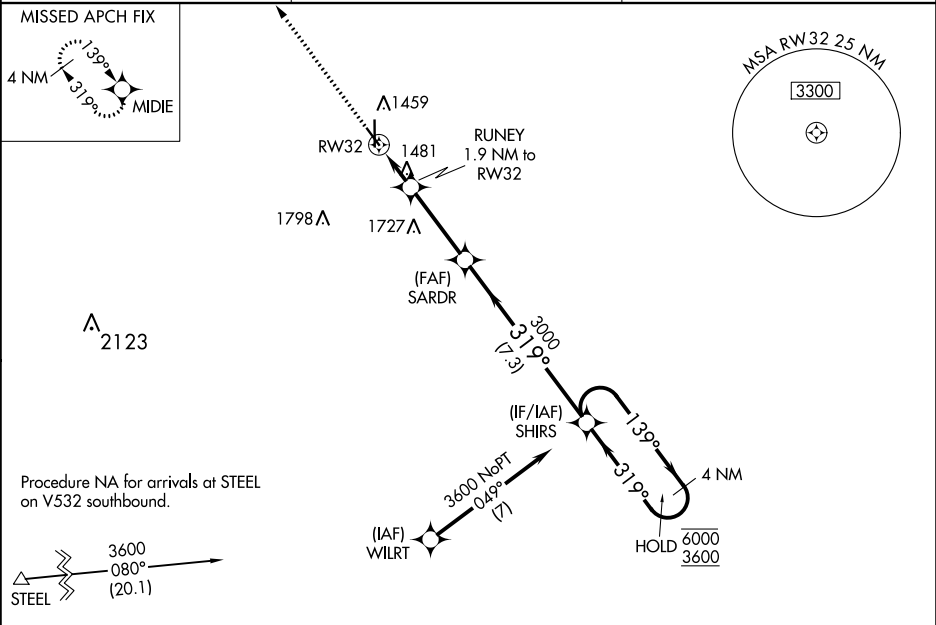 MISSED APCH FIX
139°
4 NM
319°
MIDIE
1459
RW32
1481
RUNEY
1.9 NM to
RW32
MSA RW32 25 NM
3300
1798
1727
(FAF)
SARDR
2123
3000
319°
(7.3)
(IF/IAF)
SHIRS
139°
319°
4 NM
HOLD
6000
3600
3600 NoPT
049°
(7)
(IAF)
WILRT
Procedure NA for arrivals at STEEL
on V532 southbound.
3600
080°
(20.1)
STEEL